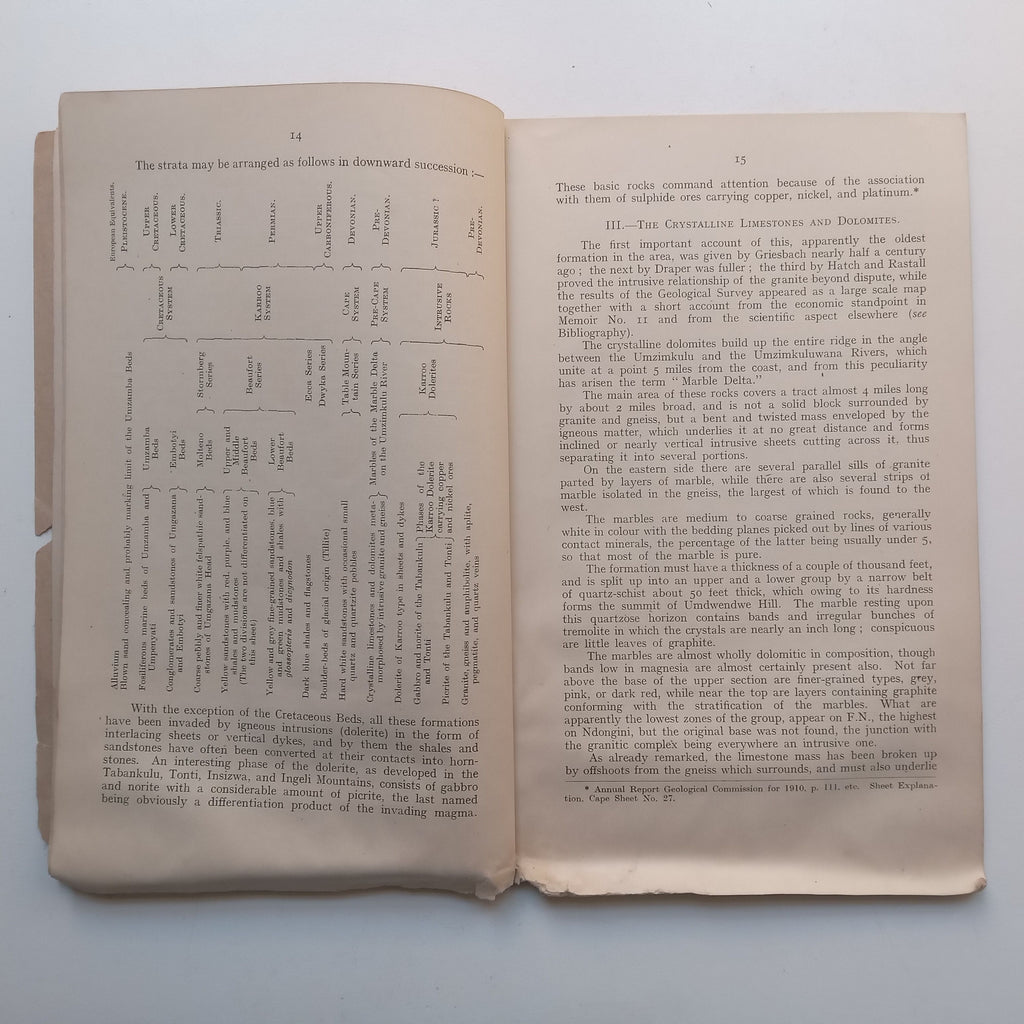 14
The strata may be arranged as follows in downward succession :—
European Equivalents.
Alluvium
Blown sand concealing and probably marking limit of the Umzamba Beds
PLEISTOCENE.
Fossiliferous marine beds of Umzamba and
Umpenyati
Umzamba
Beds
CRETACEOUS
SYSTEM
UPPER
CRETACEOUS.
Conglomerates and sandstones of Umgazana
and Embotyi
Embotyi
Beds
LOWER
CRETACEOUS.
Coarse pebbly and finer white felspathic sand-
stones of Umgazana Head
Molteno
Beds
Stormberg
Series
KARROO
SYSTEM
TRIASSIC.
Yellow sandstones with red, purple, and blue
shales and mudstones
(The two divisions are not differentiated on
this sheet)
Upper and
Middle
Beaufort
Beds
Beaufort
Series
Yellow and grey fine-grained sandstones, blue
and green mudstones and shales with
glossopteris and dicynodon
Lower
Beaufort
Beds
PERMIAN.
Dark blue shales and flagstones
Ecca Series
Boulder-beds of glacial origin (Tillite)
Dwyka Series
UPPER
CARBONIFEROUS.
Hard white sandstones with occasional small
quartz and quartzite pebbles
Table Moun-
tain Series
CAPE
SYSTEM
DEVONIAN.
Crystalline limestones and dolomites meta-
morphosed by intrusive granite and gneiss
Marbles of the Marble Delta
on the Umzimkulu River
PRE-CAPE
SYSTEM
PRE-
DEVONIAN.
Dolerite of Karroo type in sheets and dykes
Gabbro and norite of the Tabankulu
and Tonti
Picrite of the Tabankulu and Tonti
Phases of the
Karroo Dolerite
carrying copper
and nickel ores
Karroo
Dolerites
INTRUSIVE
ROCKS
JURASSIC ?
Granite, gneiss and amphibolite, with aplite,
pegmatite, and quartz veins
PRE-
DEVONIAN.
With the exception of the Cretaceous Beds, all these formations
have been invaded by igneous intrusions (dolerite) in the form of
interlacing sheets or vertical dykes, and by them the shales and
sandstones have often been converted at their contacts into horn-
stones. An interesting phase of the dolerite, as developed in the
Tabankulu, Tonti, Insizwa, and Ingeli Mountains, consists of gabbro
and norite with a considerable amount of picrite, the last named
being obviously a differentiation product of the invading magma.
15
These basic rocks command attention because of the association
with them of sulphide ores carrying copper, nickel, and platinum.*
III.—The Crystalline Limestones and Dolomites.
The first important account of this, apparently the oldest
formation in the area, was given by Griesbach nearly half a century
ago ; the next by Draper was fuller ; the third by Hatch and Rastall
proved the intrusive relationship of the granite beyond dispute, while
the results of the Geological Survey appeared as a large scale map
together with a short account from the economic standpoint in
Memoir No. 11 and from the scientific aspect elsewhere (see
Bibliography).
The crystalline dolomites build up the entire ridge in the angle
between the Umzimkulu and the Umzimkuluwana Rivers, which
unite at a point 5 miles from the coast, and from this peculiarity
has arisen the term “ Marble Delta.”
The main area of these rocks covers a tract almost 4 miles long
by about 2 miles broad, and is not a solid block surrounded by
granite and gneiss, but a bent and twisted mass enveloped by the
igneous matter, which underlies it at no great distance and forms
inclined or nearly vertical intrusive sheets cutting across it, thus
separating it into several portions.
On the eastern side there are several parallel sills of granite
parted by layers of marble, while there are also several strips of
marble isolated in the gneiss, the largest of which is found to the
west.
The marbles are medium to coarse grained rocks, generally
white in colour with the bedding planes picked out by lines of various
contact minerals, the percentage of the latter being usually under 5,
so that most of the marble is pure.
The formation must have a thickness of a couple of thousand feet,
and is split up into an upper and a lower group by a narrow belt
of quartz-schist about 50 feet thick, which owing to its hardness
forms the summit of Umdwendwe Hill. The marble resting upon
this quartzose horizon contains bands and irregular bunches of
tremolite in which the crystals are nearly an inch long ; conspicuous
are little leaves of graphite.
The marbles are almost wholly dolomitic in composition, though
bands low in magnesia are almost certainly present also. Not far
above the base of the upper section are finer-grained types, grey,
pink, or dark red, while near the top are layers containing graphite
conforming with the stratification of the marbles. What are
apparently the lowest zones of the group, appear on F.N., the highest
on Ndongini, but the original base was not found, the junction with
the granitic complex being everywhere an intrusive one.
As already remarked, the limestone mass has been broken up
by offshoots from the gneiss which surrounds, and must also underlie
* Annual Report Geological Commission for 1910, p. 111, etc. Sheet Explana-
tion, Cape Sheet No. 27.